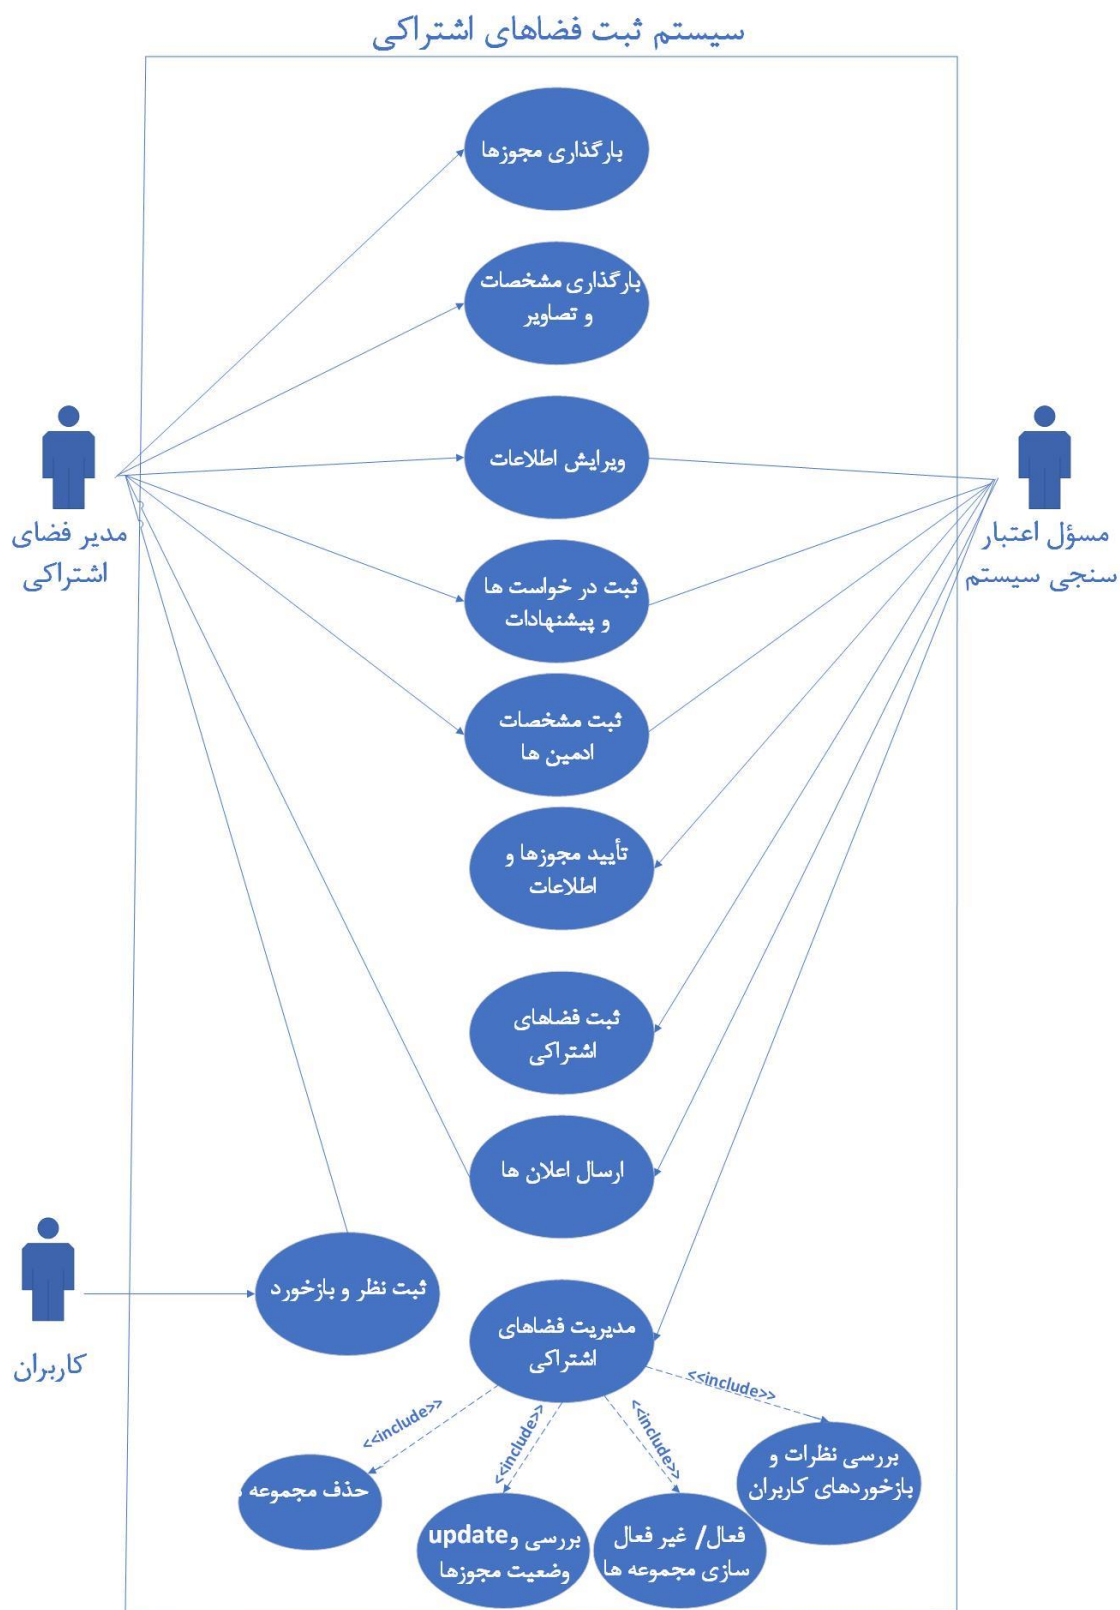 سیستم ثبت فضاهای اشتراکی
بارگذاری مجوزها
بارگذاری مشخصات
و تصاویر
ویرایش اطلاعات
مدیر فضای
اشتراکی
مسؤل اعتبار
سنجی سیستم
ثبت در خواست ها
و پیشنهادات
ثبت مشخصات
ادمین ها
تأیید مجوزها و
اطلاعات
ثبت فضاهای
اشتراکی
ارسال اعلان ها
ثبت نظر و بازخورد
کاربران
مدیریت فضاهای
اشتراکی
<<include>>
<<include>>
<<include>>
<<include>>
بررسی نظرات و
بازخوردهای کاربران
حذف مجموعه
فعال/ غیر فعال
سازی مجموعه ها
بررسی وupdate
وضعیت مجوزها